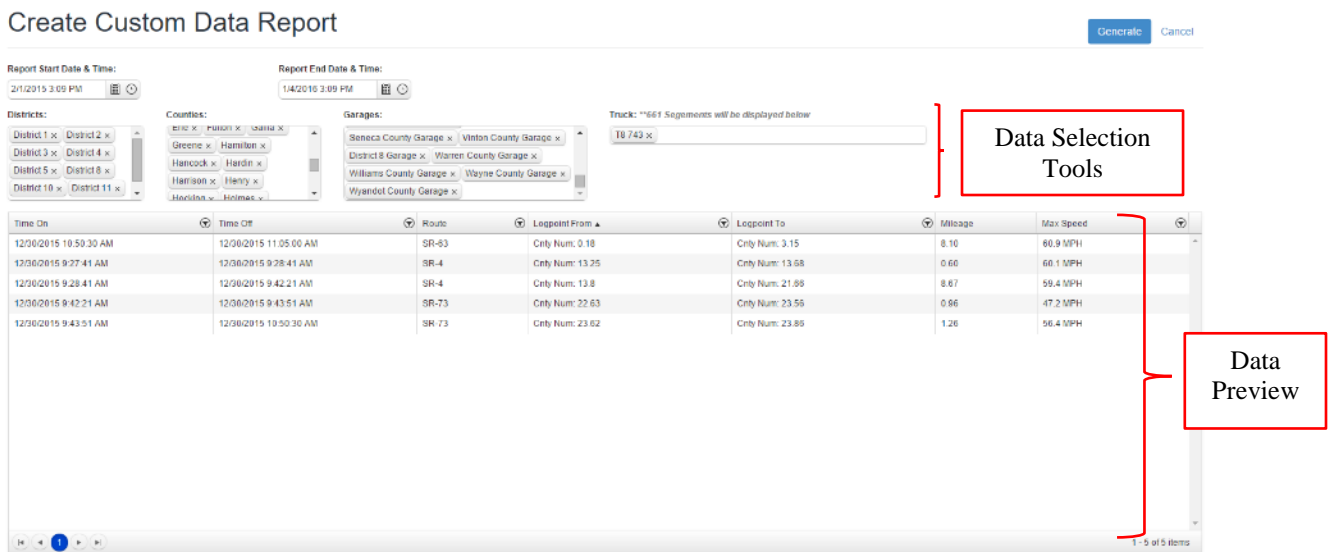 Create Custom Data Report
Generate Cancel
Report Start Date & Time: Report End Date & Time:
2/1/2015 3:09 PM 1/4/2016 3:09 PM
Districts: Counties: Garages: Truck: **661 Segements will be displayed below
District 1 x District 2 x
District 3 x District 4 x
District 5 x District 8 x
District 10 x District 11 x
Erie x Fulton x Gallia x
Greene x Hamilton x
Hancock x Hardin x
Harrison x Henry x
Hocking x Holmes x
Seneca County Garage x Vinton County Garage x
District 8 Garage x Warren County Garage x
Williams County Garage x Wayne County Garage x
Wyandot County Garage x
T8 743 x
Data Selection
Tools
Time On Time Off Route Logpoint From ▲ Logpoint To Mileage Max Speed
12/30/2015 10:50:30 AM 12/30/2015 11:05:00 AM SR-63 Cnty Num: 0.18 Cnty Num: 3.15 8.10 60.9 MPH
12/30/2015 9:27:41 AM 12/30/2015 9:28:41 AM SR-4 Cnty Num: 13.25 Cnty Num: 13.68 0.60 60.1 MPH
12/30/2015 9:28:41 AM 12/30/2015 9:42:21 AM SR-4 Cnty Num: 13.8 Cnty Num: 21.66 8.67 59.4 MPH
12/30/2015 9:42:21 AM 12/30/2015 9:43:51 AM SR-73 Cnty Num: 22.63 Cnty Num: 23.56 0.96 47.2 MPH
12/30/2015 9:43:51 AM 12/30/2015 10:50:30 AM SR-73 Cnty Num: 23.62 Cnty Num: 23.86 1.26 56.4 MPH
Data
Preview
1
1 - 5 of 5 items